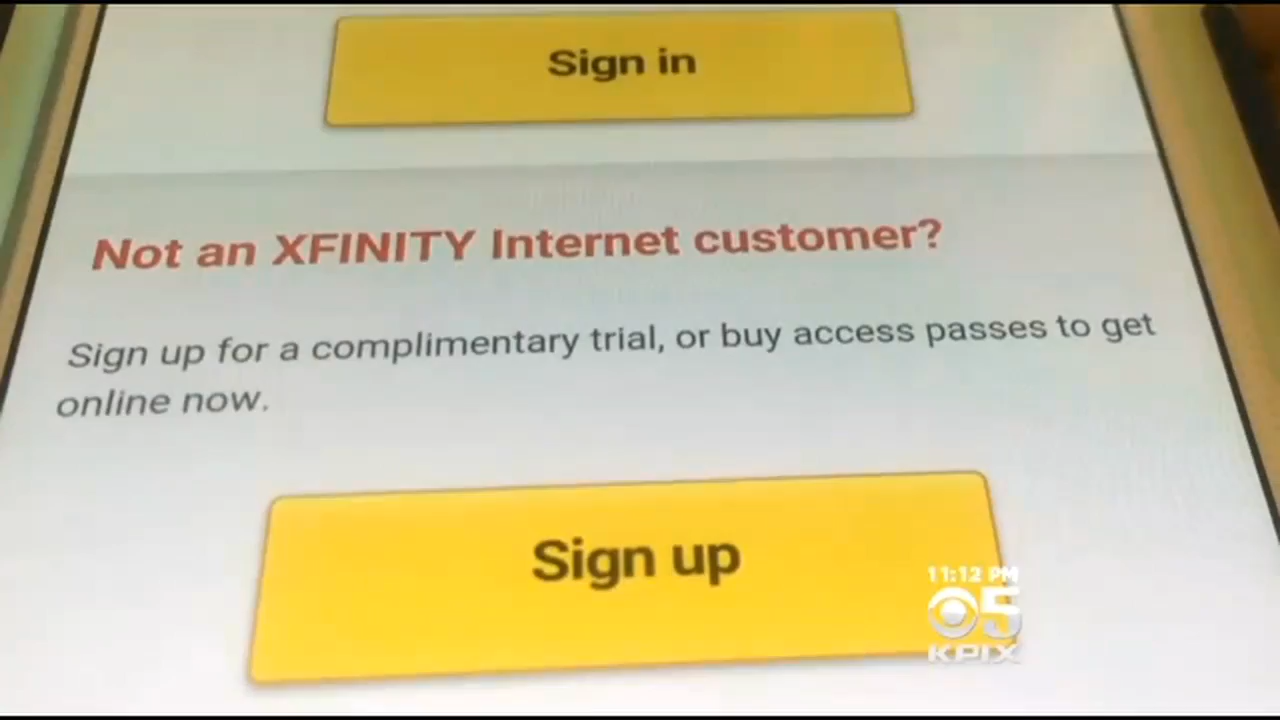 Sign in
Not an XFINITY Internet customer?
Sign up for a complimentary trial, or buy access passes to get
online now.
Sign up
11:12 PM
5
KPIX